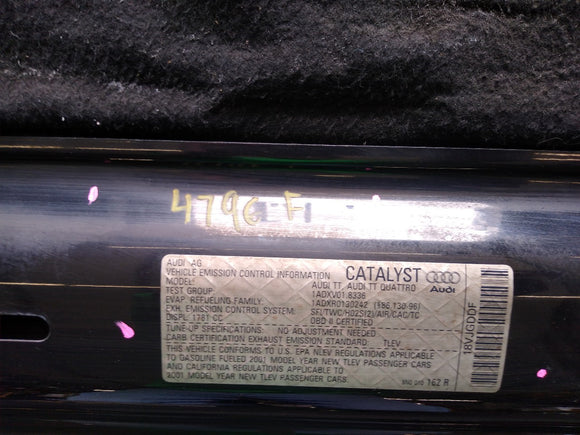 479E F
AUDI AG
VEHICLE EMISSION CONTROL INFORMATION CATALYST
Audi
MODEL: AUDI TT, AUDI TT QUATTRO
TEST GROUP: 1ADXV01.8336
EVAP. REFUELING FAMILY: 1ADXR0130242 (186 130-96)
EXH. EMISSION CONTROL SYSTEM: SFI/TWC/HO2S(2)/AIR/CAC/TC
DISPL: 1781 CC OBD II CERTIFIED
TUNE-UP SPECIFICATIONS: NO ADJUSTMENT NEEDED
CARB CERTIFICATION EXHAUST EMISSION STANDARD: TLEV
THIS VEHICLE CONFORMS TO U.S. EPA NLEV REGULATIONS APPLICABLE
TO GASOLINE FUELED 2001 MODEL YEAR NEW TLEV PASSENGER CARS
AND CALIFORNIA REGULATIONS APPLICABLE TO
2001 MODEL YEAR NEW TLEV PASSENGER CARS.
8N0 010 162 R